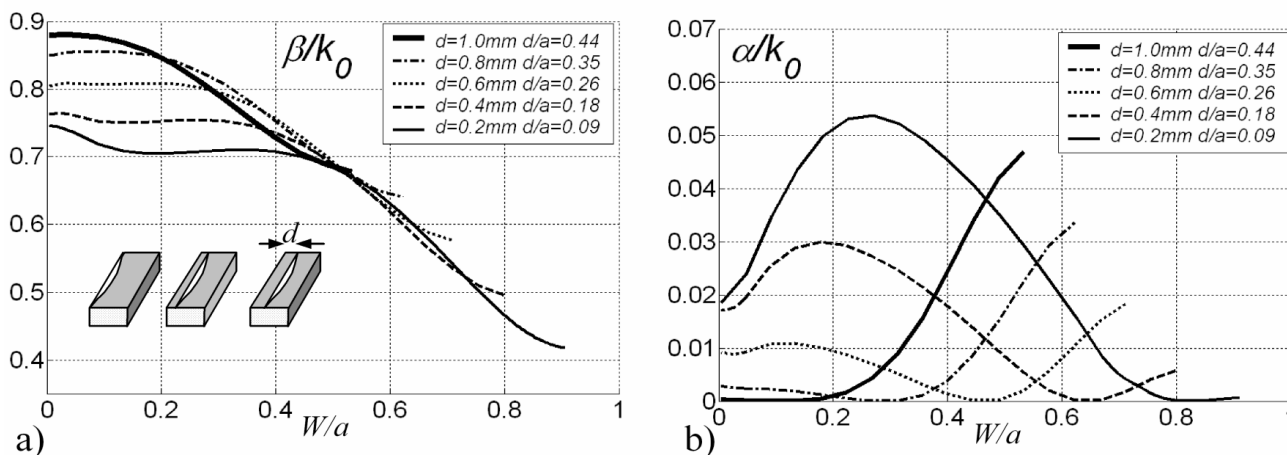 β/k0
d=1.0mm d/a=0.44
d=0.8mm d/a=0.35
d=0.6mm d/a=0.26
d=0.4mm d/a=0.18
d=0.2mm d/a=0.09
0.9
0.8
0.7
0.6
0.5
0.4
d
0
0.2
0.4
0.6
0.8
1
W/a
a)
α/k0
d=1.0mm d/a=0.44
d=0.8mm d/a=0.35
d=0.6mm d/a=0.26
d=0.4mm d/a=0.18
d=0.2mm d/a=0.09
0.07
0.06
0.05
0.04
0.03
0.02
0.01
0
0
0.2
0.4
0.6
0.8
1
W/a
b)